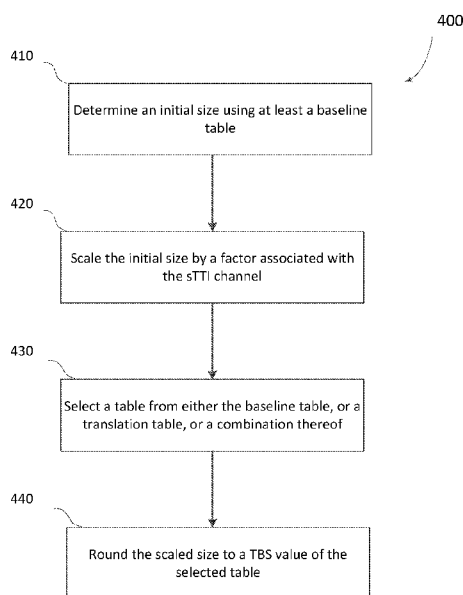 400
410
Determine an initial size using at least a baseline
table
420
Scale the initial size by a factor associated with
the sTTI channel
430
Select a table from either the baseline table, or a
translation table, or a combination thereof
440
Round the scaled size to a TBS value of the
selected table